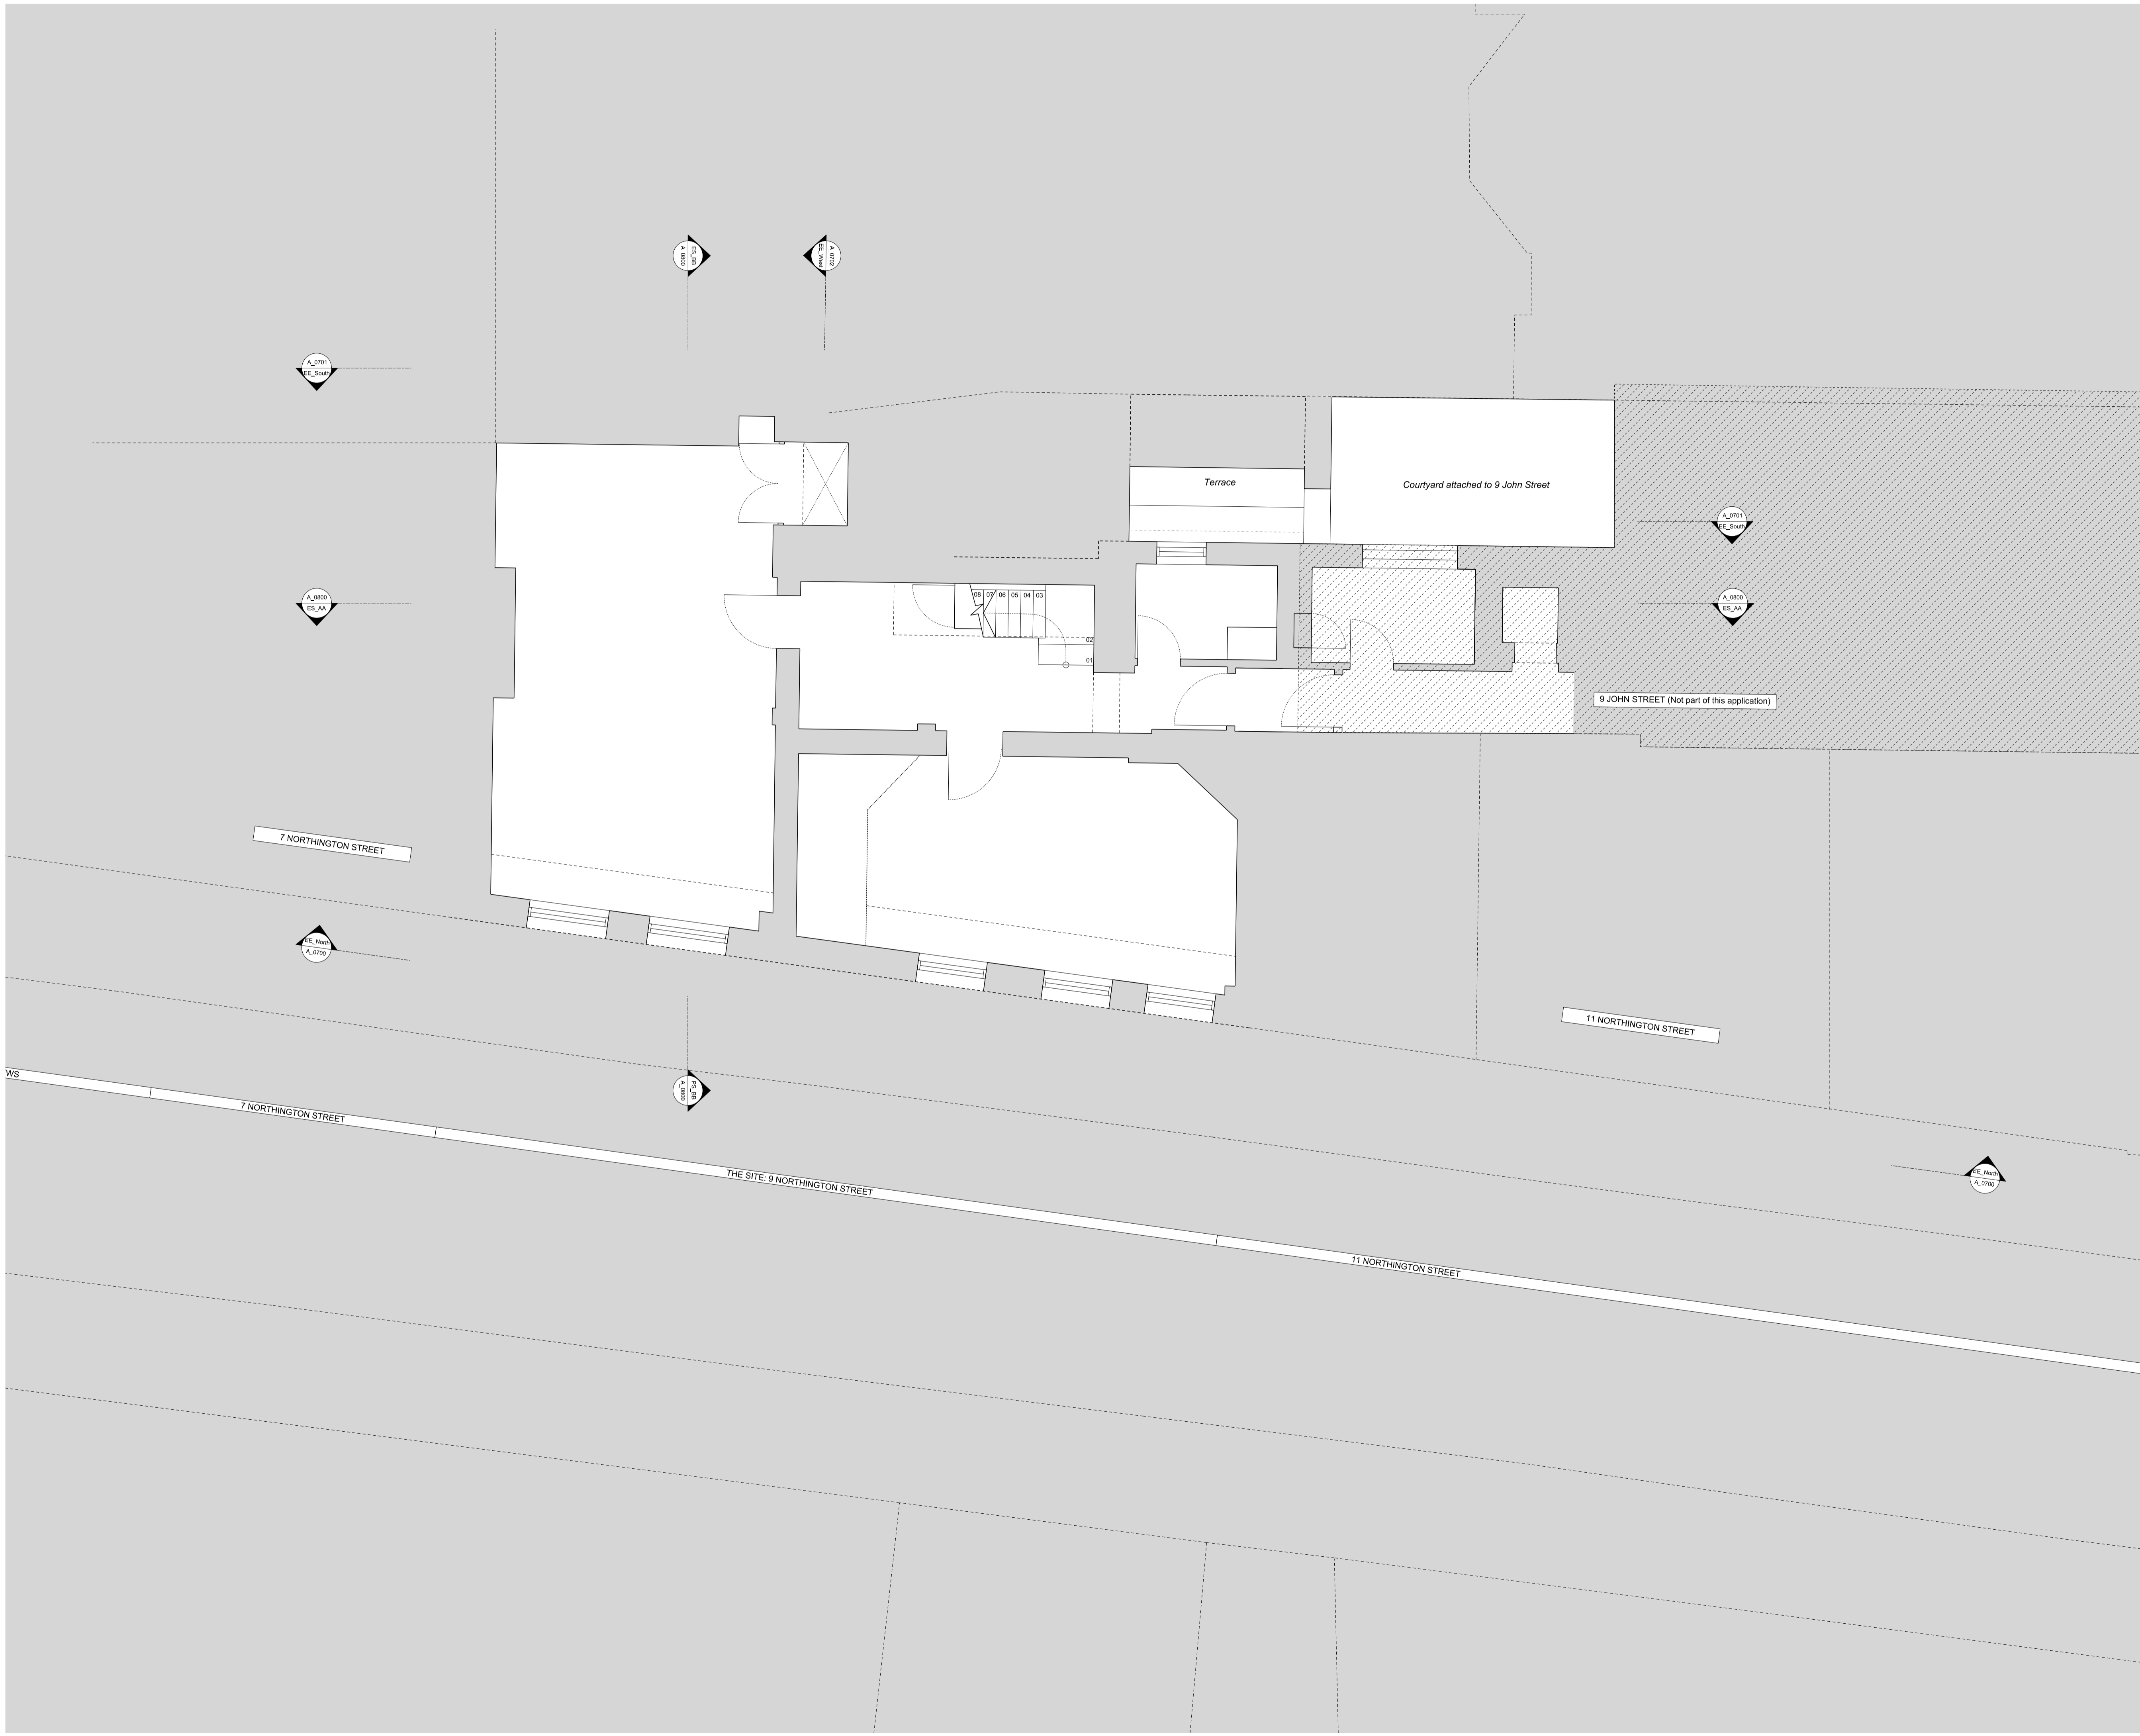 ES_BB
A_0800
A_0702
EE_West
A_0701
EE_South
Terrace
Courtyard attached to 9 John Street
A_0701
EE_South
A_0800
ES_AA
08 07 06 05 04 03
02
01
A_0800
ES_AA
9 JOHN STREET (Not part of this application)
7 NORTHINGTON STREET
EE_North
A_0700
11 NORTHINGTON STREET
WS
7 NORTHINGTON STREET
PS_BB
A_0800
THE SITE: 9 NORTHINGTON STREET
EE_North
A_0700
11 NORTHINGTON STREET